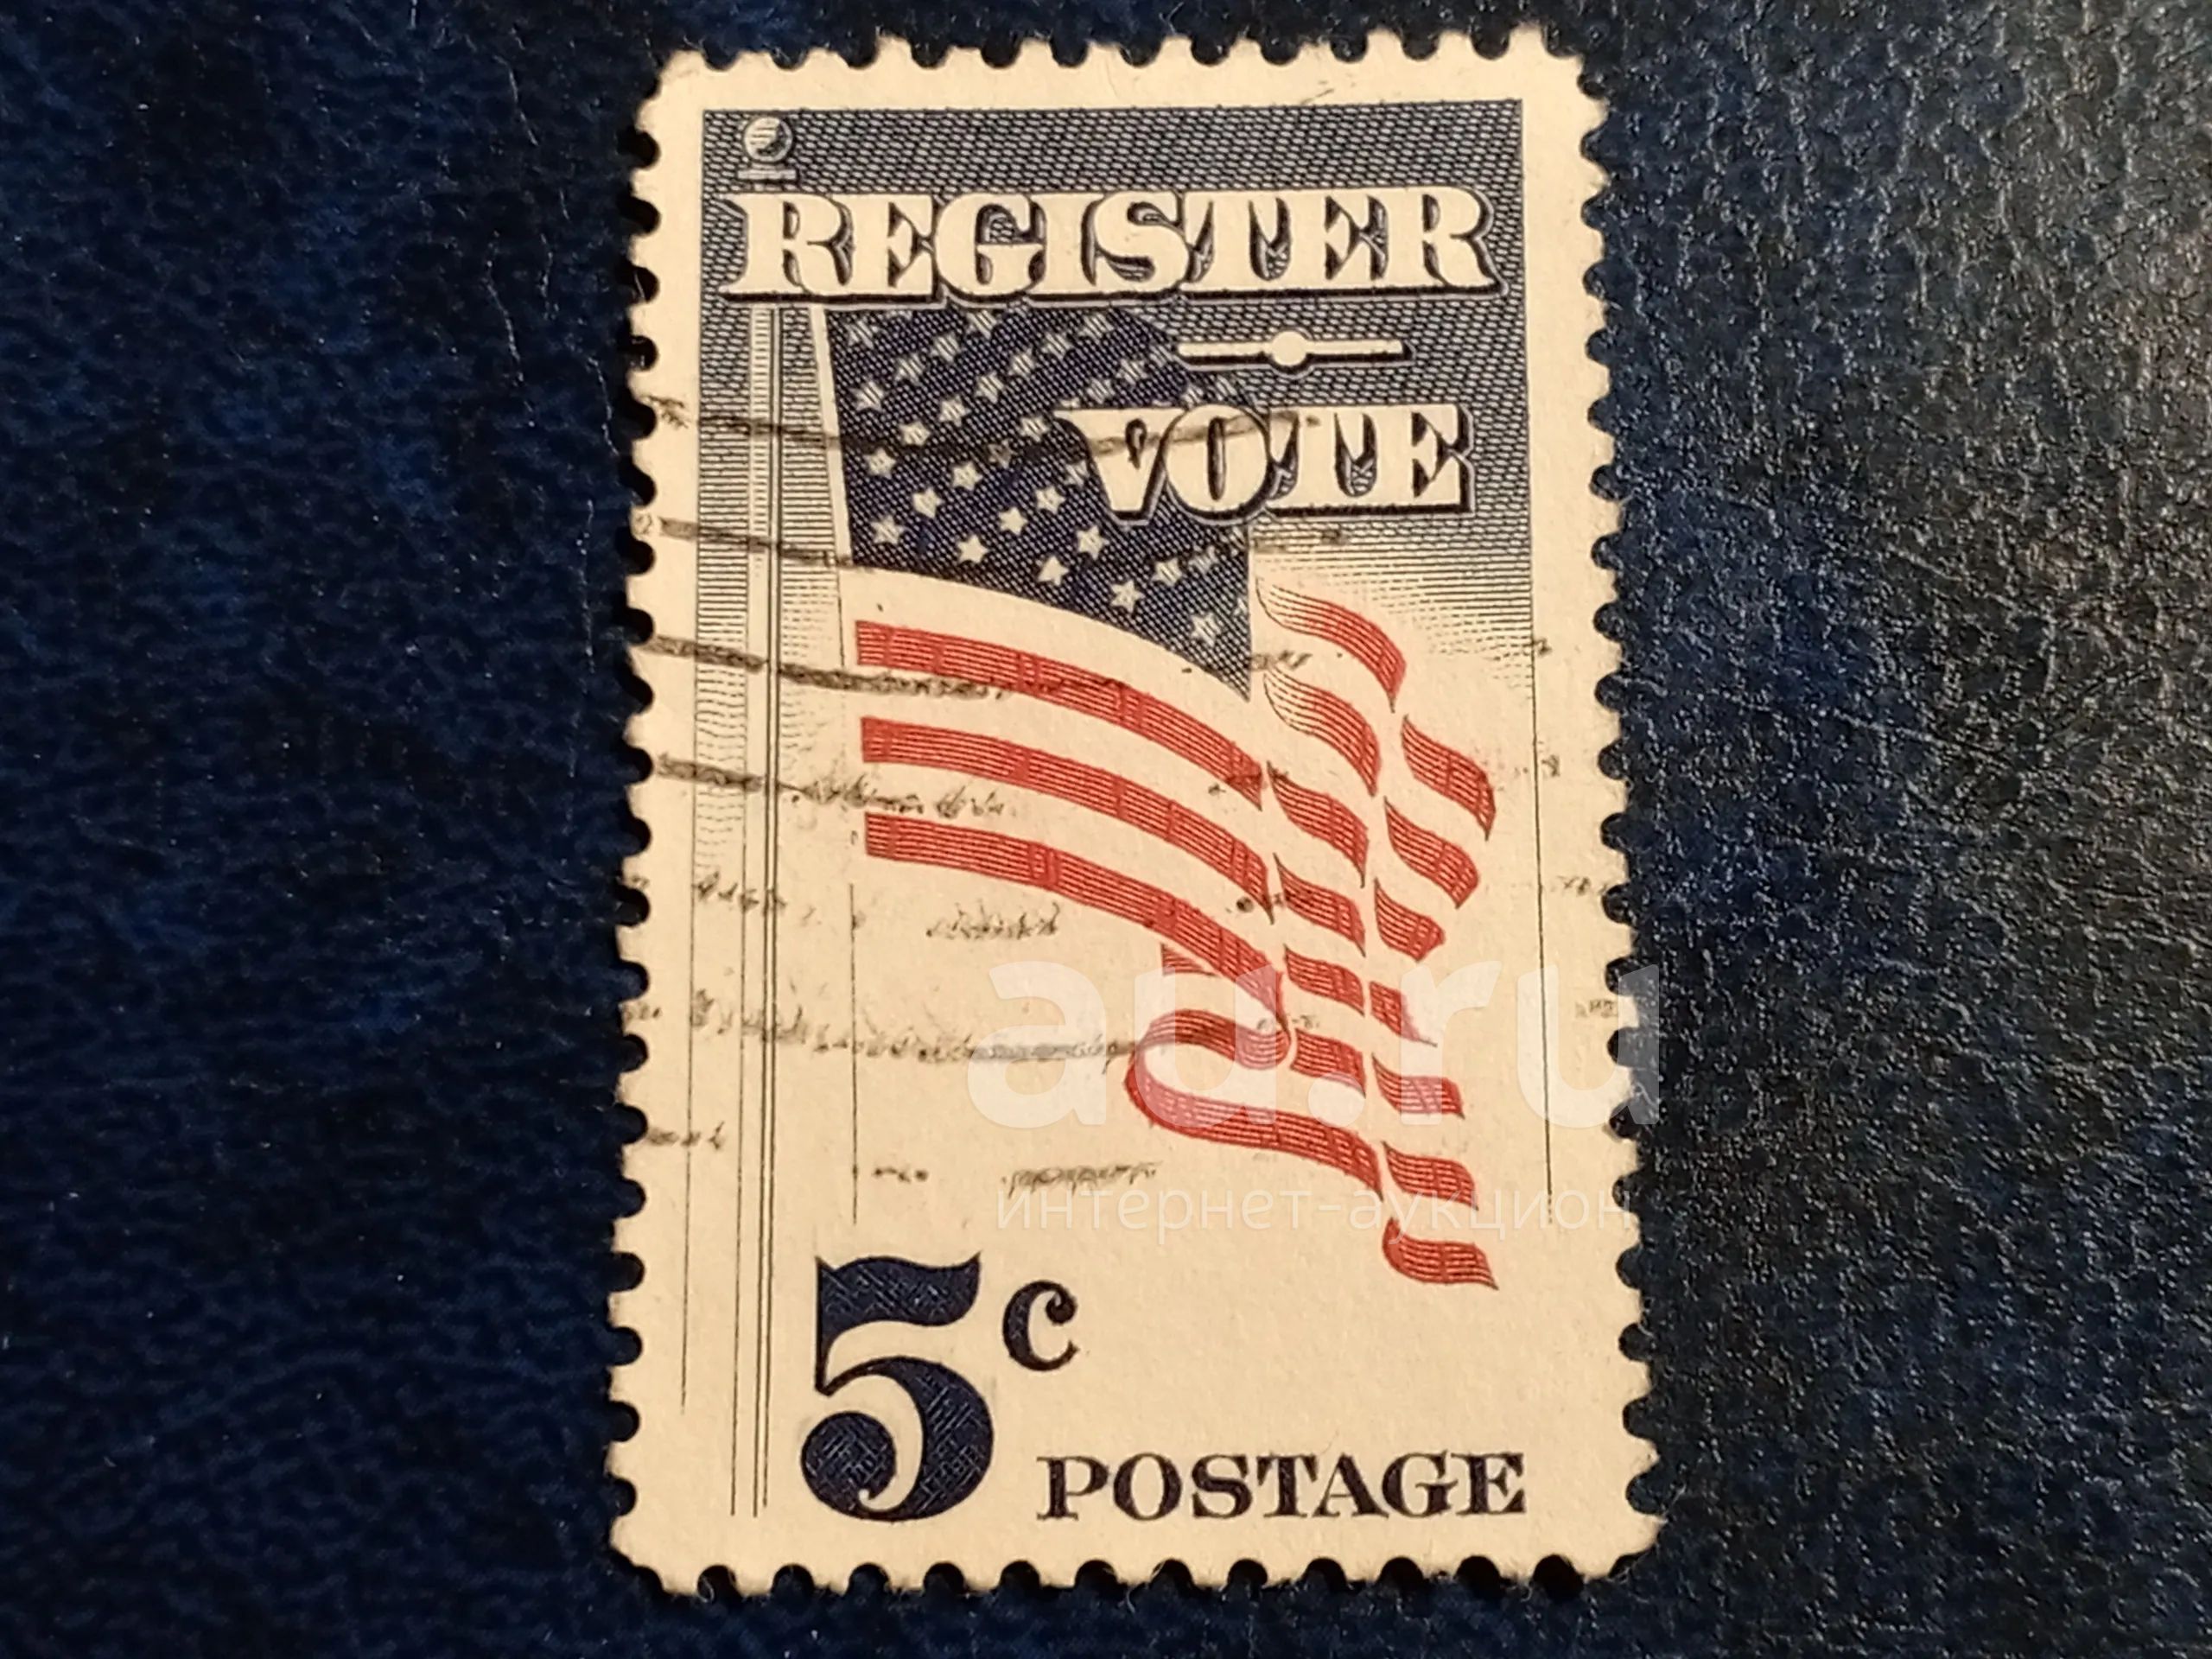 REGISTER
VOTE
au.ru
интернет-аукцион
5c
POSTAGE